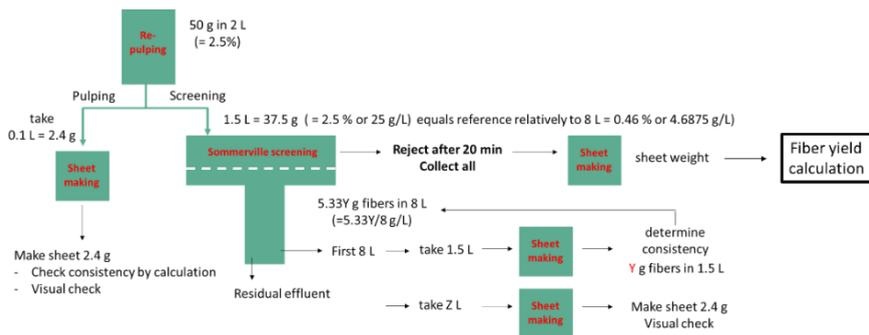 50 g in 2 L
(= 2.5%)
Re-
pulping
Pulping
Screening
take
0.1 L = 2.4 g
1.5 L = 37.5 g ( = 2.5 % or 25 g/L) equals reference relatively to 8 L = 0.46 % or 4.6875 g/L)
Sommerville screening
Reject after 20 min
Collect all
Sheet
making
sheet weight
Fiber yield
calculation
Sheet
making
5.33Y g fibers in 8 L
(=5.33Y/8 g/L)
First 8 L
take 1.5 L
Sheet
making
determine
consistency
Y g fibers in 1.5 L
Make sheet 2.4 g
- Check consistency by calculation
- Visual check
Residual effluent
take Z L
Sheet
making
Make sheet 2.4 g
Visual check